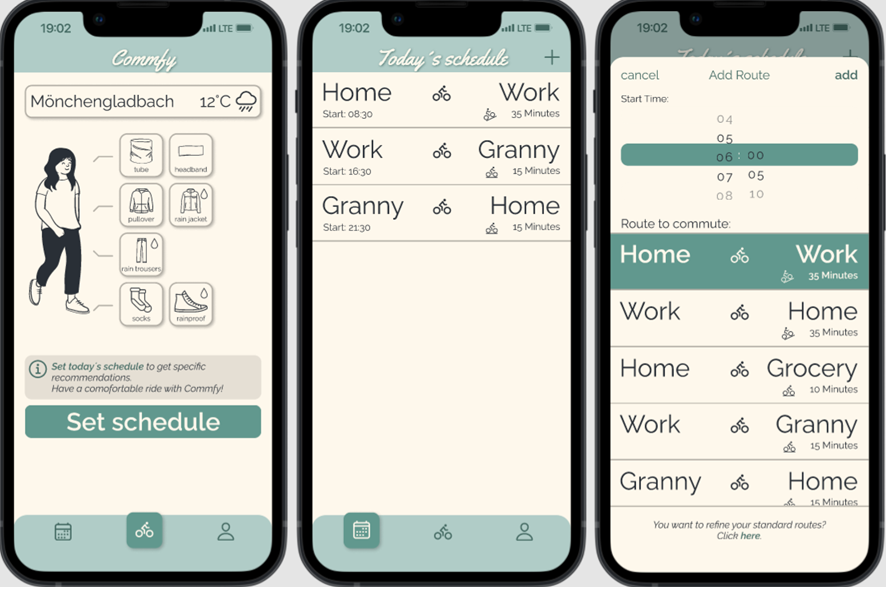 19:02
LTE
Commfy
Mönchengladbach 12°C
tube headband
pullover rain jacket
rain trousers
socks rainproof
Set today´s schedule to get specific
recommendations.
Have a comofortable ride with Commfy!
Set schedule
19:02
LTE
Today´s schedule +
Home Work
Start: 08:30 35 Minutes
Work Granny
Start: 16:30 15 Minutes
Granny Home
Start: 21:30 15 Minutes
19:02
LTE
Today´s schedule +
cancel Add Route add
Start Time:
04
05
06 : 00
07 05
08 10
Route to commute:
Home Work
35 Minutes
Work Home
35 Minutes
Home Grocery
10 Minutes
Work Granny
15 Minutes
Granny Home
15 Minutes
You want to refine your standard routes?
Click here.